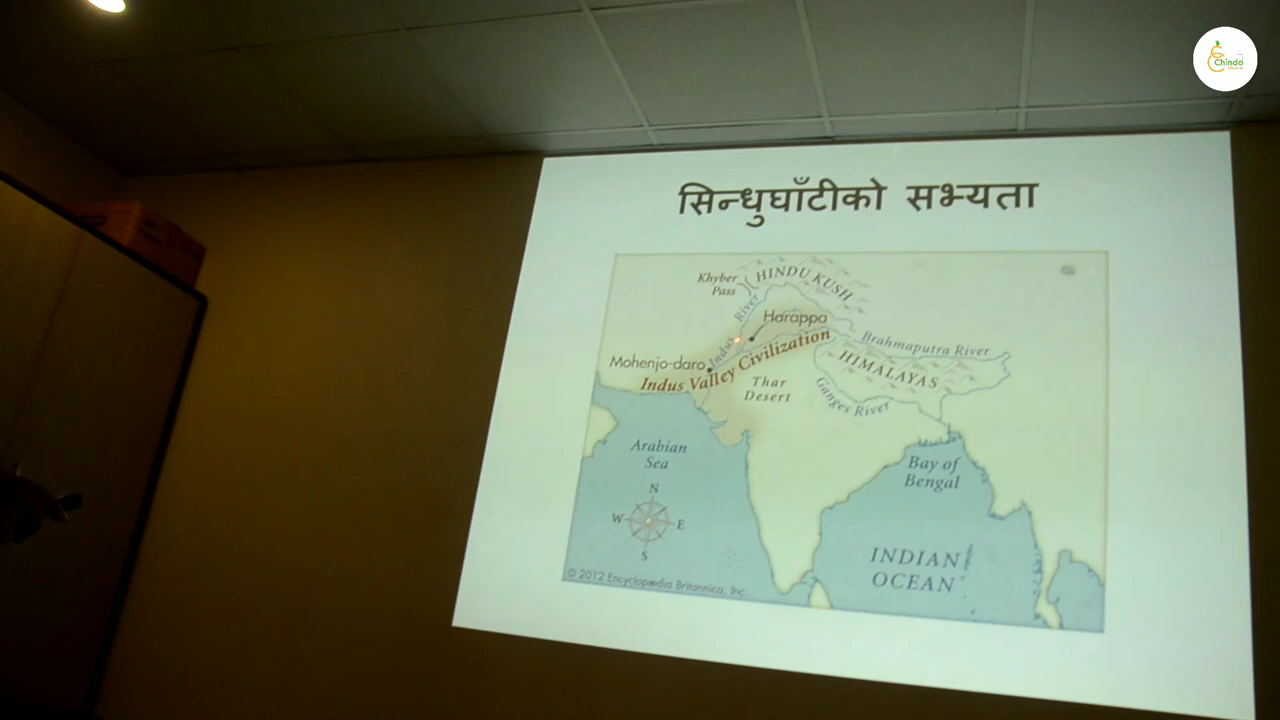 Chindo
सिन्धुघाँटीको सभ्यता
Khyber
Pass
HINDU KUSH
Indus River
Harappa
Brahmaputra River
Mohenjo-daro
Indus Valley Civilization
HIMALAYAS
Thar
Desert
Ganges River
Arabian
Sea
Bay of
Bengal
N
W
E
S
INDIAN
OCEAN
© 2012 Encyclopædia Britannica, Inc.